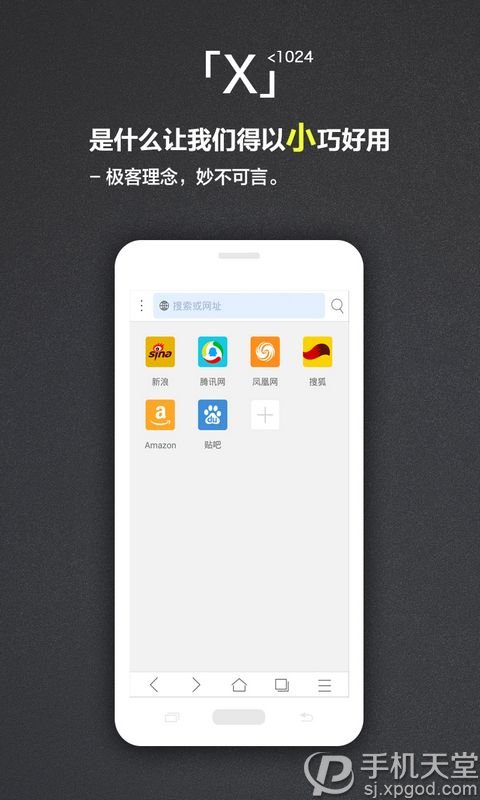 「X」<1024
是什么让我们得以小巧好用
– 极客理念，妙不可言。
搜索或网址
sina
新浪 腾讯网 凤凰网 搜狐
a du
Amazon 贴吧
手机天堂
sj.xpgod.com